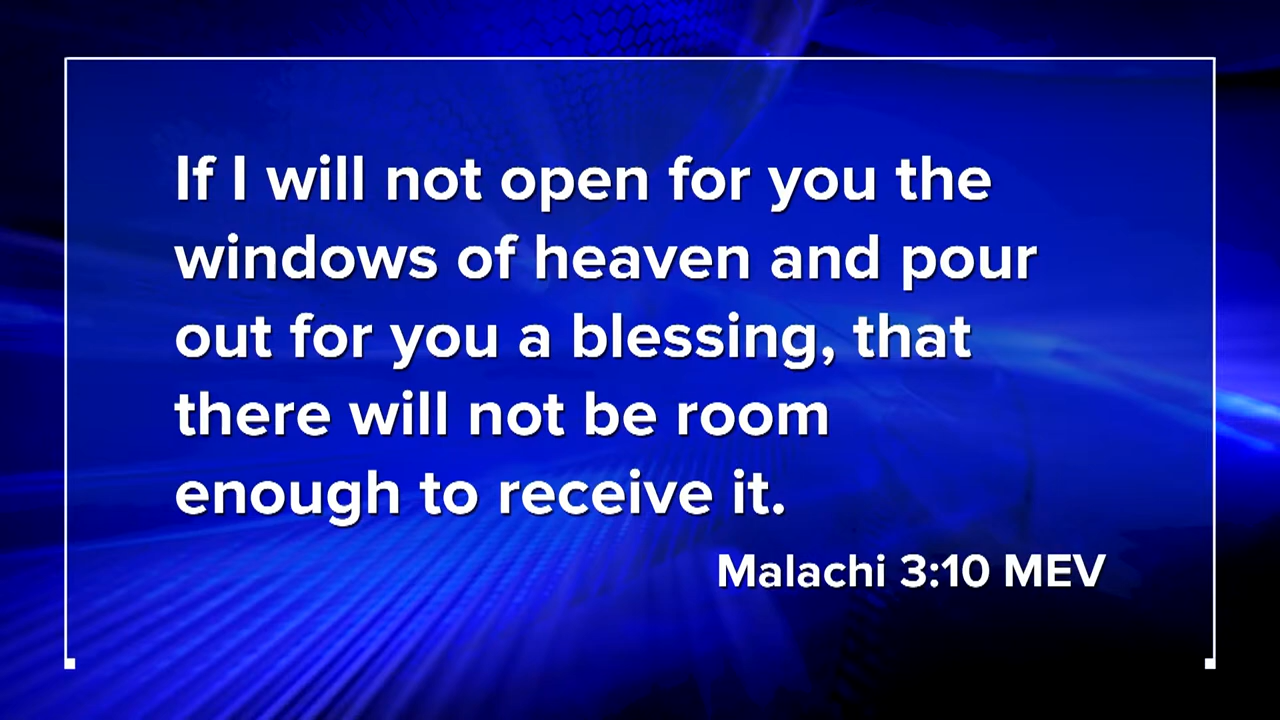 If I will not open for you the
windows of heaven and pour
out for you a blessing, that
there will not be room
enough to receive it.
Malachi 3:10 MEV